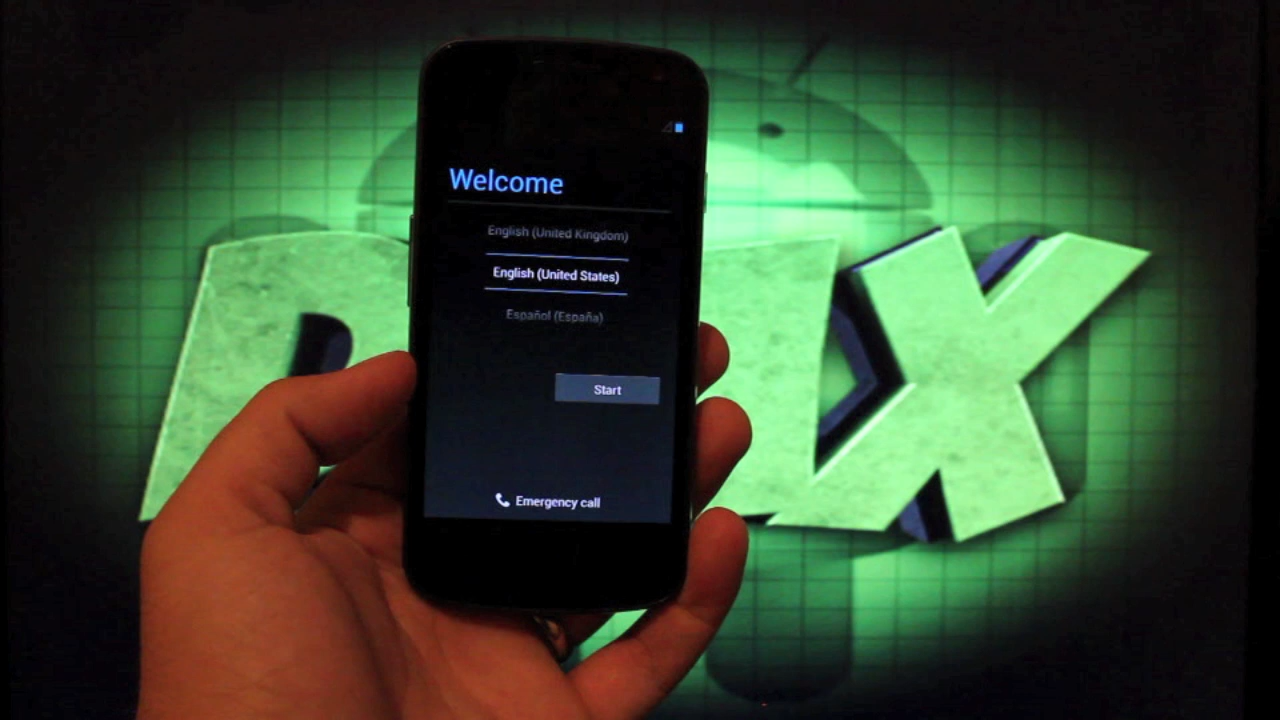 Welcome
English (United Kingdom)
English (United States)
Español (España)
Start
Emergency call